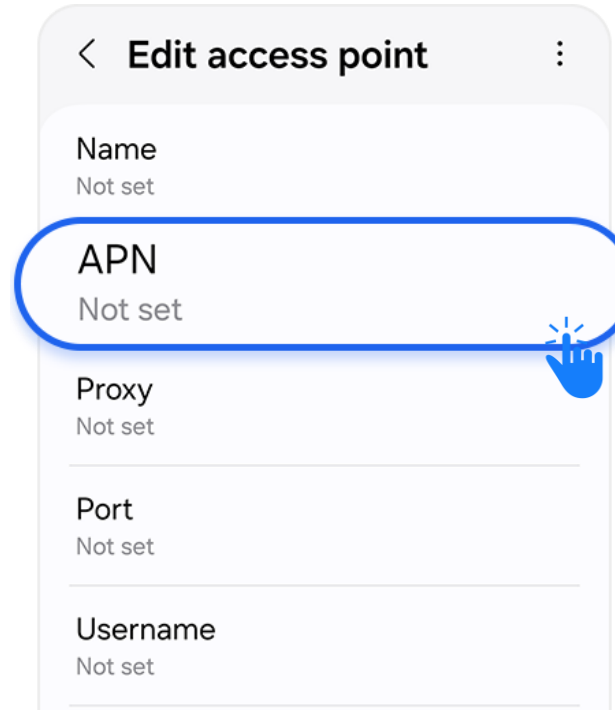 Edit access point
Name
Not set
APN
Not set
Proxy
Not set
Port
Not set
Username
Not set